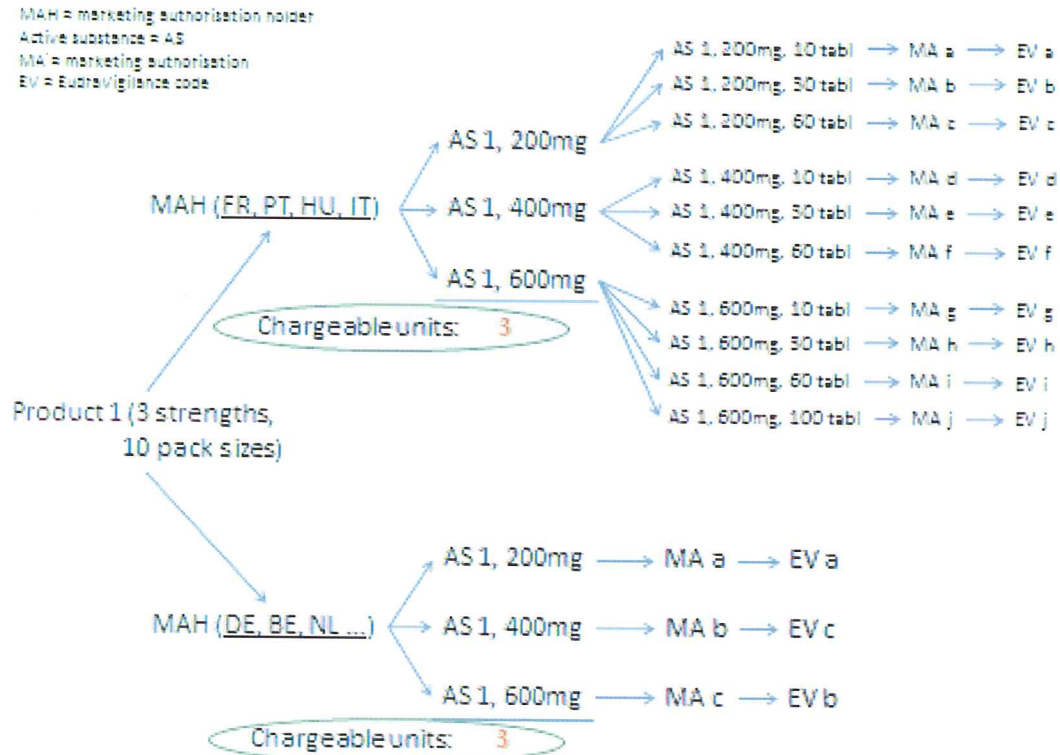 MAH = marketing authorisation holder
Active substance = AS
MA = marketing authorisation
EV = EudraVigilance code
AS 1, 200mg, 10 tabl → MA a → EV a
AS 1, 200mg, 30 tabl → MA b → EV b
AS 1, 200mg, 60 tabl → MA c → EV c
AS 1, 200mg
AS 1, 400mg, 10 tabl → MA d → EV d
MAH (FR, PT, HU, IT)
AS 1, 400mg
AS 1, 400mg, 30 tabl → MA e → EV e
AS 1, 400mg, 60 tabl → MA f → EV f
AS 1, 600mg
AS 1, 600mg, 10 tabl → MA g → EV g
Chargeable units: 3
AS 1, 600mg, 30 tabl → MA h → EV h
AS 1, 600mg, 60 tabl → MA i → EV i
AS 1, 600mg, 100 tabl → MA j → EV j
Product 1 (3 strengths,
10 pack sizes)
AS 1, 200mg → MA a → EV a
MAH (DE, BE, NL ...)
AS 1, 400mg → MA b → EV c
AS 1, 600mg → MA c → EV b
Chargeable units: 3